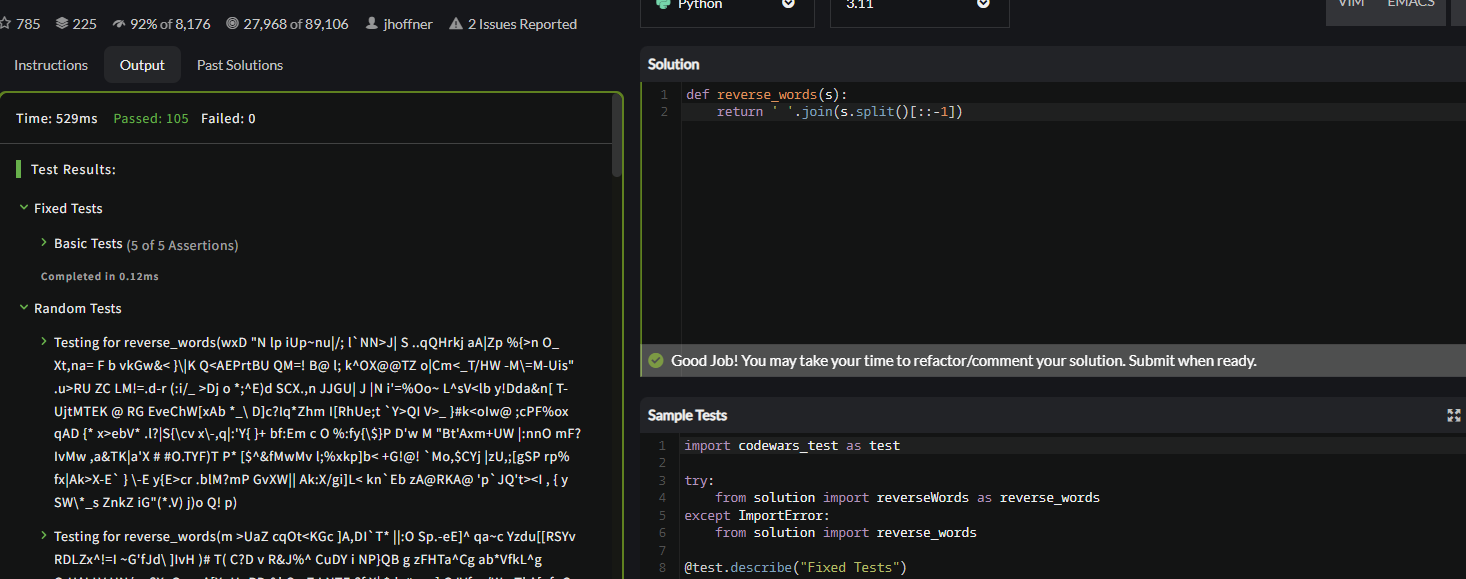 785 225 92% of 8,176 27,968 of 89,106 jhoffner 2 Issues Reported
Instructions Output Past Solutions
Time: 529ms Passed: 105 Failed: 0
Test Results:
Fixed Tests
Basic Tests (5 of 5 Assertions)
Completed in 0.12ms
Random Tests
Testing for reverse_words(wxD "N lp iUp~nu|/; l`NN>J| S ..qQHrkj aA|Zp %{>n O_
Xt,na= F b vkGw&< }\|K Q<AEPrtBU QM=! B@ l; k^OX@@TZ o|Cm<_T/HW -M\=M-Uis"
.u>RU ZC LM!=.d-r (:i/_ >Dj o *;^E)d SCX.,n JJGU| J |N i'=%Oo~ L^sV<lb y!Dda&n[ T-
UjtMTEK @ RG EveChW[xAb *_\ D]c?Iq*Zhm I[RhUe;t `Y>QI V>_ }#k<oIw@ ;cPF%ox
qAD {* x>ebV* .l?|S{\cv x\-,q|:'Y{ }+ bf:Em c O %:fy{\$}P D'w M "Bt'Axm+UW |:nnO mF?
IvMw ,a&TK|a'X # #O.TYF)T P* [$^&fMwMv l;%xkp]b< +G!@! `Mo,$CYj |zU,;[gSP rp%
fx|Ak>X-E` } \-E y{E>cr .blM?mP GvXW|| Ak:X/gi]L< kn`Eb zA@RKA@ 'p`JQ't><I , { y
SW\*_s ZnkZ iG"(*.V) j)o Q! p)
Testing for reverse_words(m >UaZ cqOt<KGc ]A,DI`T* ||:O Sp.-eE]^ qa~c Yzdu[[RSYv
RDLZx^!=I ~G'fJd\ ]IvH )# T( C?D v R&J%^ CuDY i NP}QB g zFHTa^Cg ab*VfkL^g
Python 3.11 VIM EMACS
Solution
1 def reverse_words(s):
2 return ' '.join(s.split()[::-1])
Good Job! You may take your time to refactor/comment your solution. Submit when ready.
Sample Tests
1 import codewars_test as test
2
3 try:
4 from solution import reverseWords as reverse_words
5 except ImportError:
6 from solution import reverse_words
7
8 @test.describe("Fixed Tests")